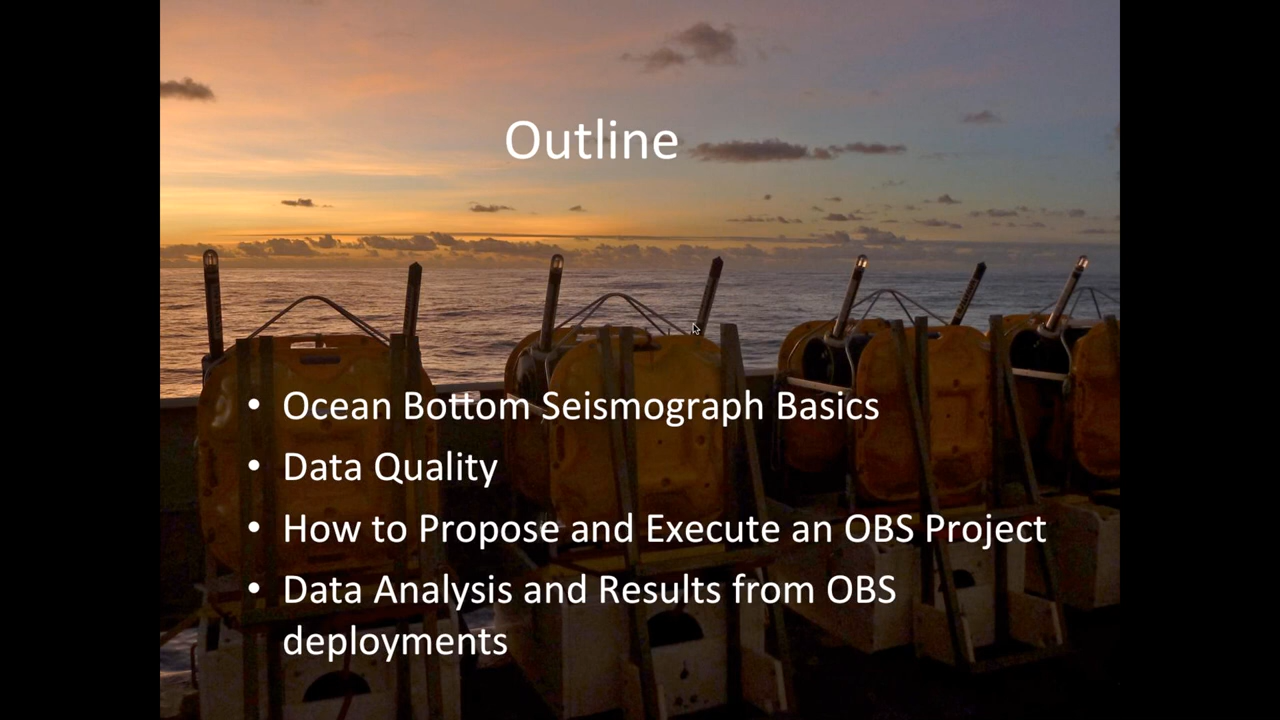 Outline
• Ocean Bottom Seismograph Basics
• Data Quality
• How to Propose and Execute an OBS Project
• Data Analysis and Results from OBS
deployments